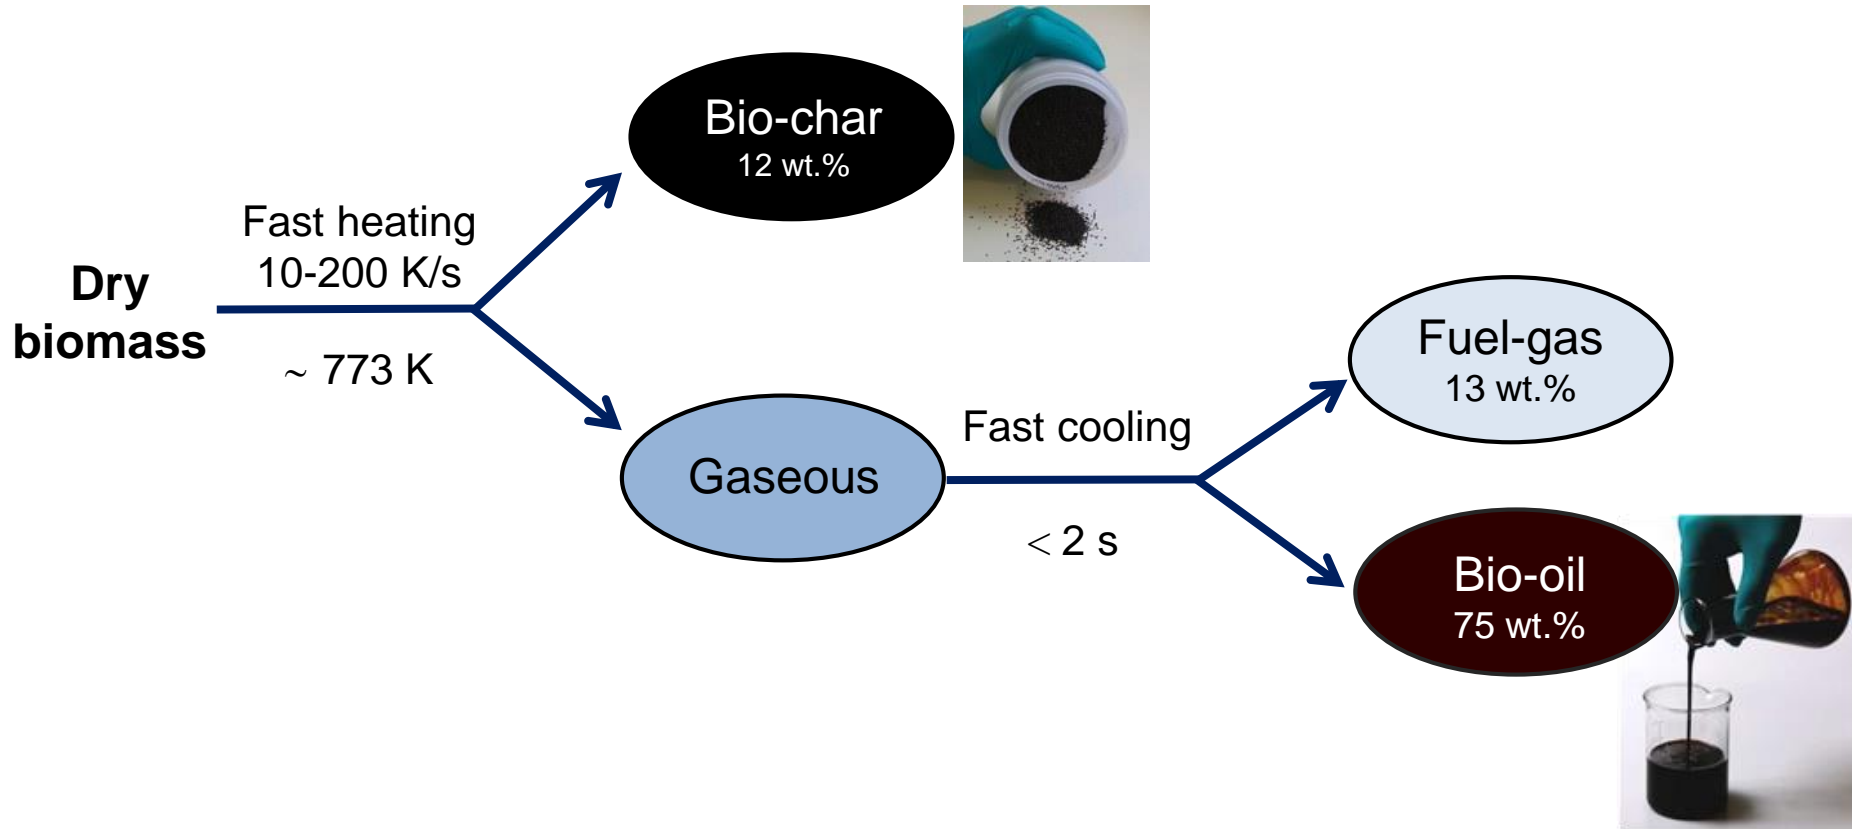 Bio-char
12 wt.%
Fast heating
10-200 K/s
Dry
biomass
~ 773 K
Gaseous
Fast cooling
< 2 s
Fuel-gas
13 wt.%
Bio-oil
75 wt.%